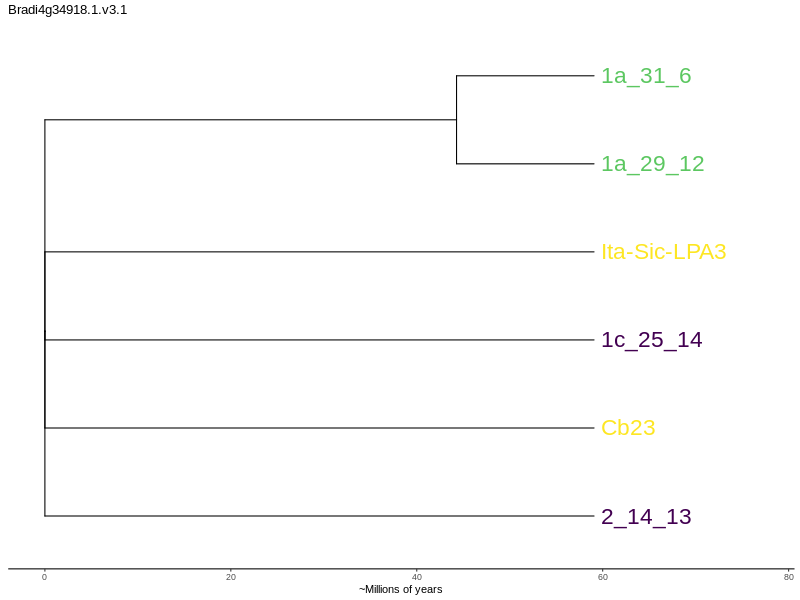 Bradi4g34918.1.v3.1
1a_31_6
1a_29_12
Ita-Sic-LPA3
1c_25_14
Cb23
2_14_13
0 20 40 60 80
~Millions of years